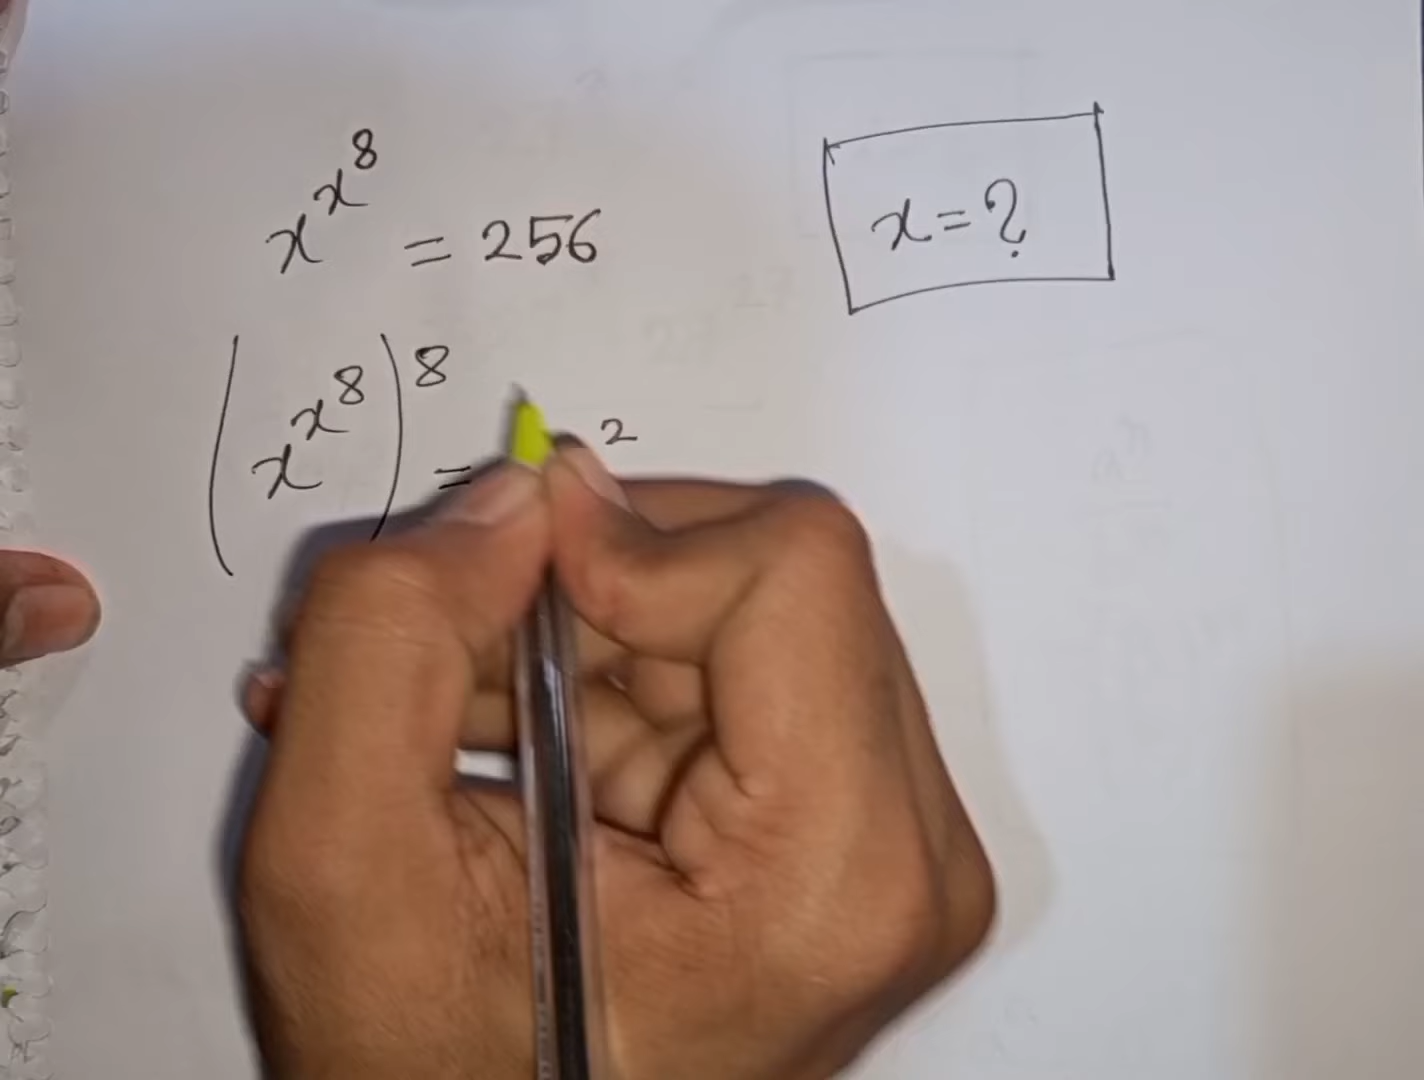 x^{x^8} = 256
x = ?
(x^{x^8})^8 = 2